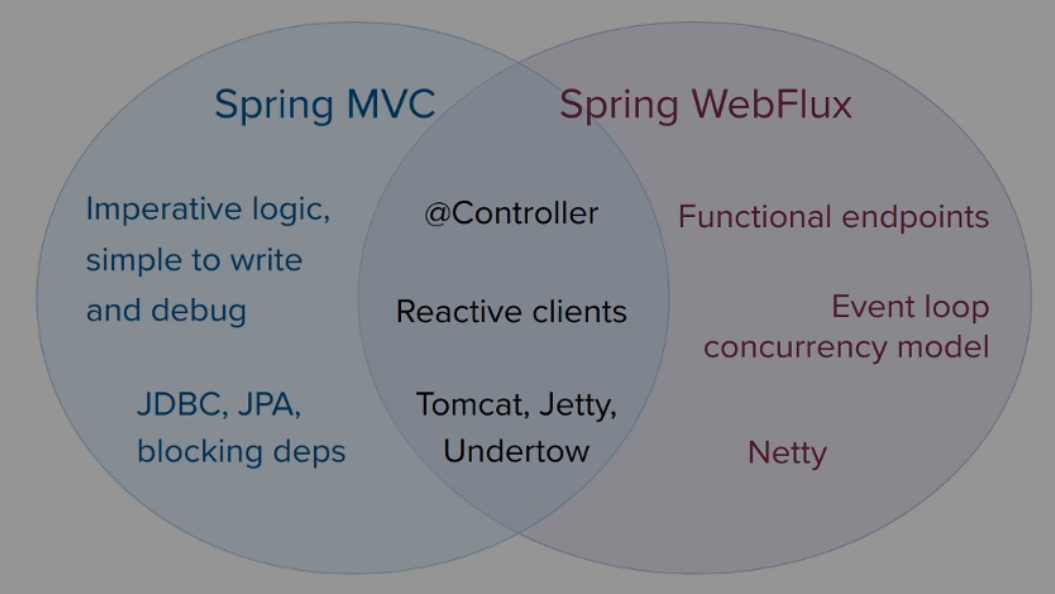 Spring MVC
Spring WebFlux
Imperative logic,
simple to write
and debug
JDBC, JPA,
blocking deps
@Controller
Reactive clients
Tomcat, Jetty,
Undertow
Functional endpoints
Event loop
concurrency model
Netty